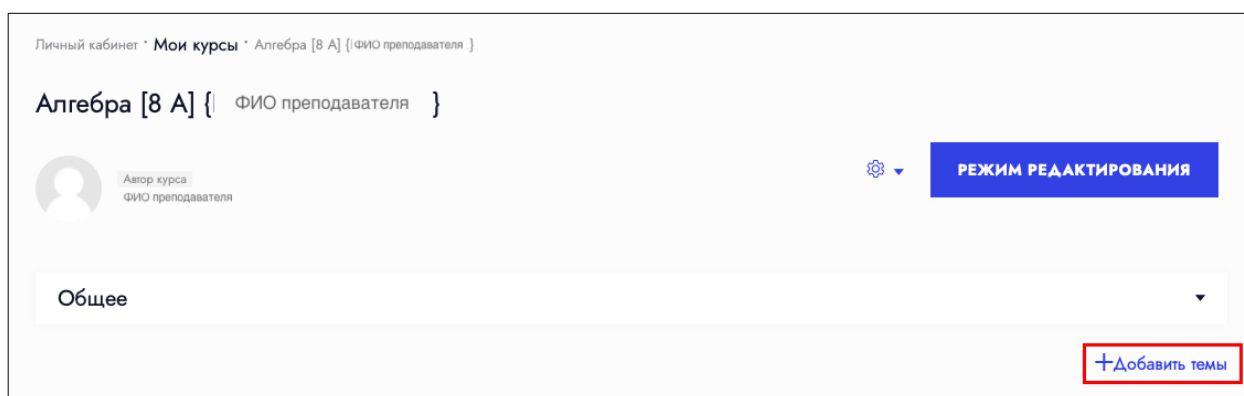 Личный кабинет • Мои курсы • Алгебра [8 А] {ФИО преподавателя }
Алгебра [8 А] { ФИО преподавателя }
Автор курса
ФИО преподавателя
РЕЖИМ РЕДАКТИРОВАНИЯ
Общее
+Добавить темы